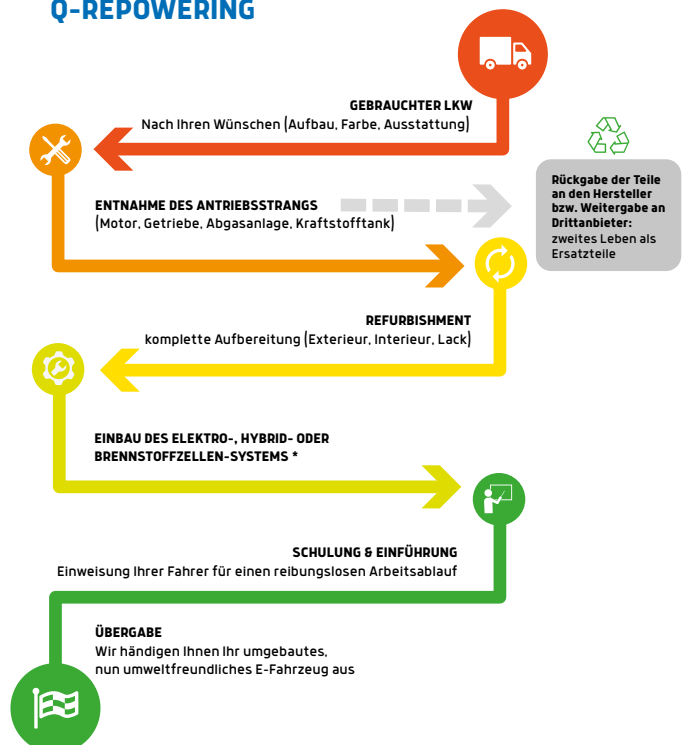 Q-REPOWERING
GEBRAUCHTER LKW
Nach Ihren Wünschen (Aufbau, Farbe, Ausstattung)
ENTNAHME DES ANTRIEBSSTRANGS
(Motor, Getriebe, Abgasanlage, Kraftstofftank)
Rückgabe der Teile
an den Hersteller
bzw. Weitergabe an
Drittanbieter:
zweites Leben als
Ersatzteile
REFURBISHMENT
komplette Aufbereitung (Exterieur, Interieur, Lack)
EINBAU DES ELEKTRO-, HYBRID- ODER
BRENNSTOFFZELLEN-SYSTEMS *
SCHULUNG & EINFÜHRUNG
Einweisung Ihrer Fahrer für einen reibungslosen Arbeitsablauf
ÜBERGABE
Wir händigen Ihnen Ihr umgebautes,
nun umweltfreundliches E-Fahrzeug aus